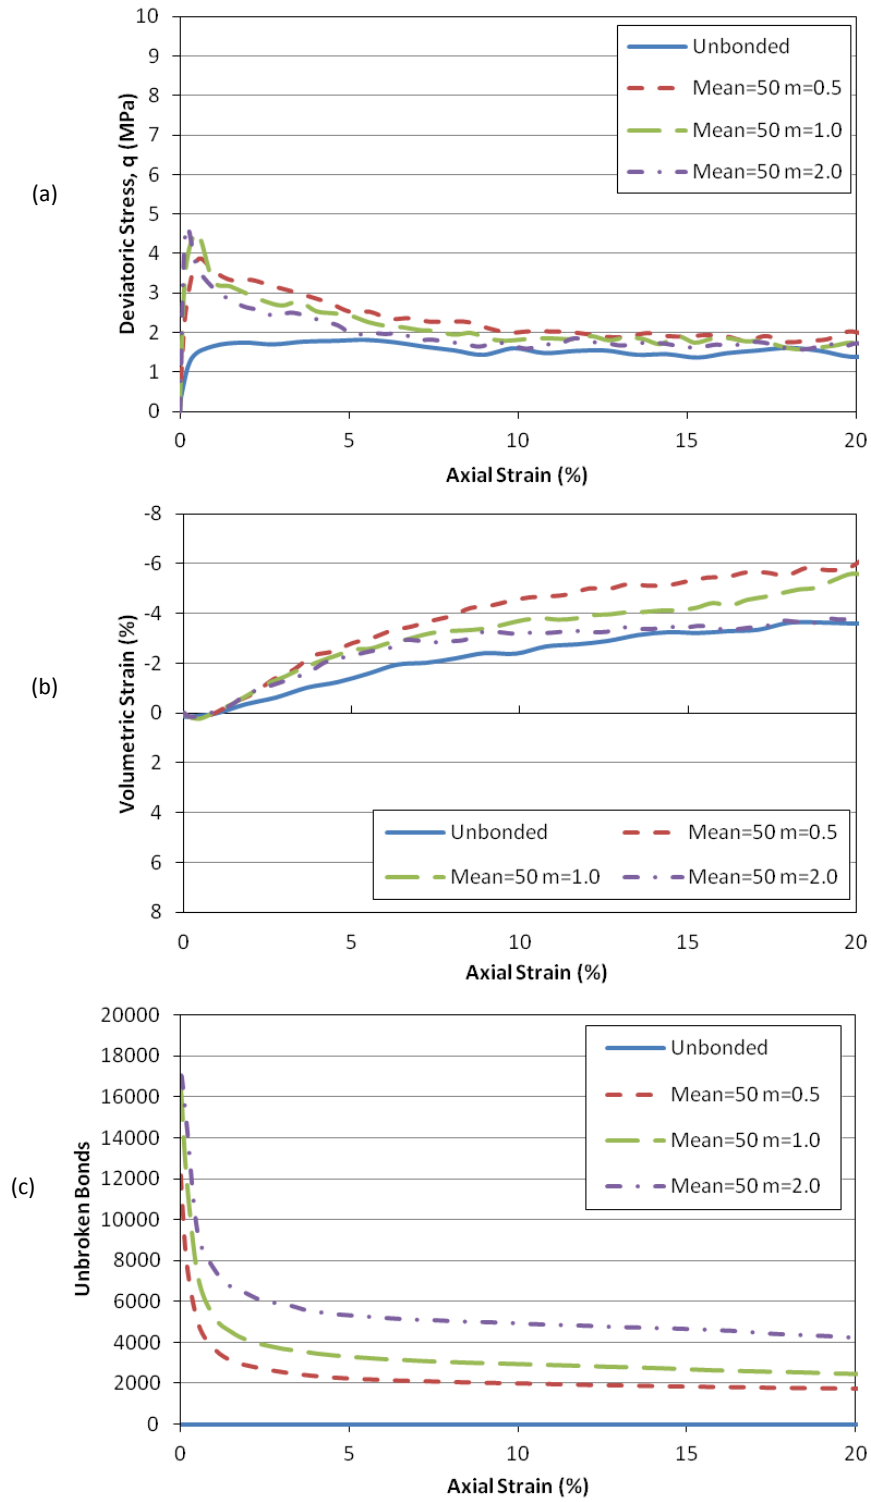 (a)
Deviatoric Stress, q (MPa)
10
9
8
7
6
5
4
3
2
1
0
Unbonded
Mean=50 m=0.5
Mean=50 m=1.0
Mean=50 m=2.0
0 5 10 15 20
Axial Strain (%)
(b)
Volumetric Strain (%)
-8
-6
-4
-2
0
2
4
6
8
Unbonded Mean=50 m=0.5
Mean=50 m=1.0 Mean=50 m=2.0
0 5 10 15 20
Axial Strain (%)
(c)
Unbroken Bonds
20000
18000
16000
14000
12000
10000
8000
6000
4000
2000
0
Unbonded
Mean=50 m=0.5
Mean=50 m=1.0
Mean=50 m=2.0
0 5 10 15 20
Axial Strain (%)